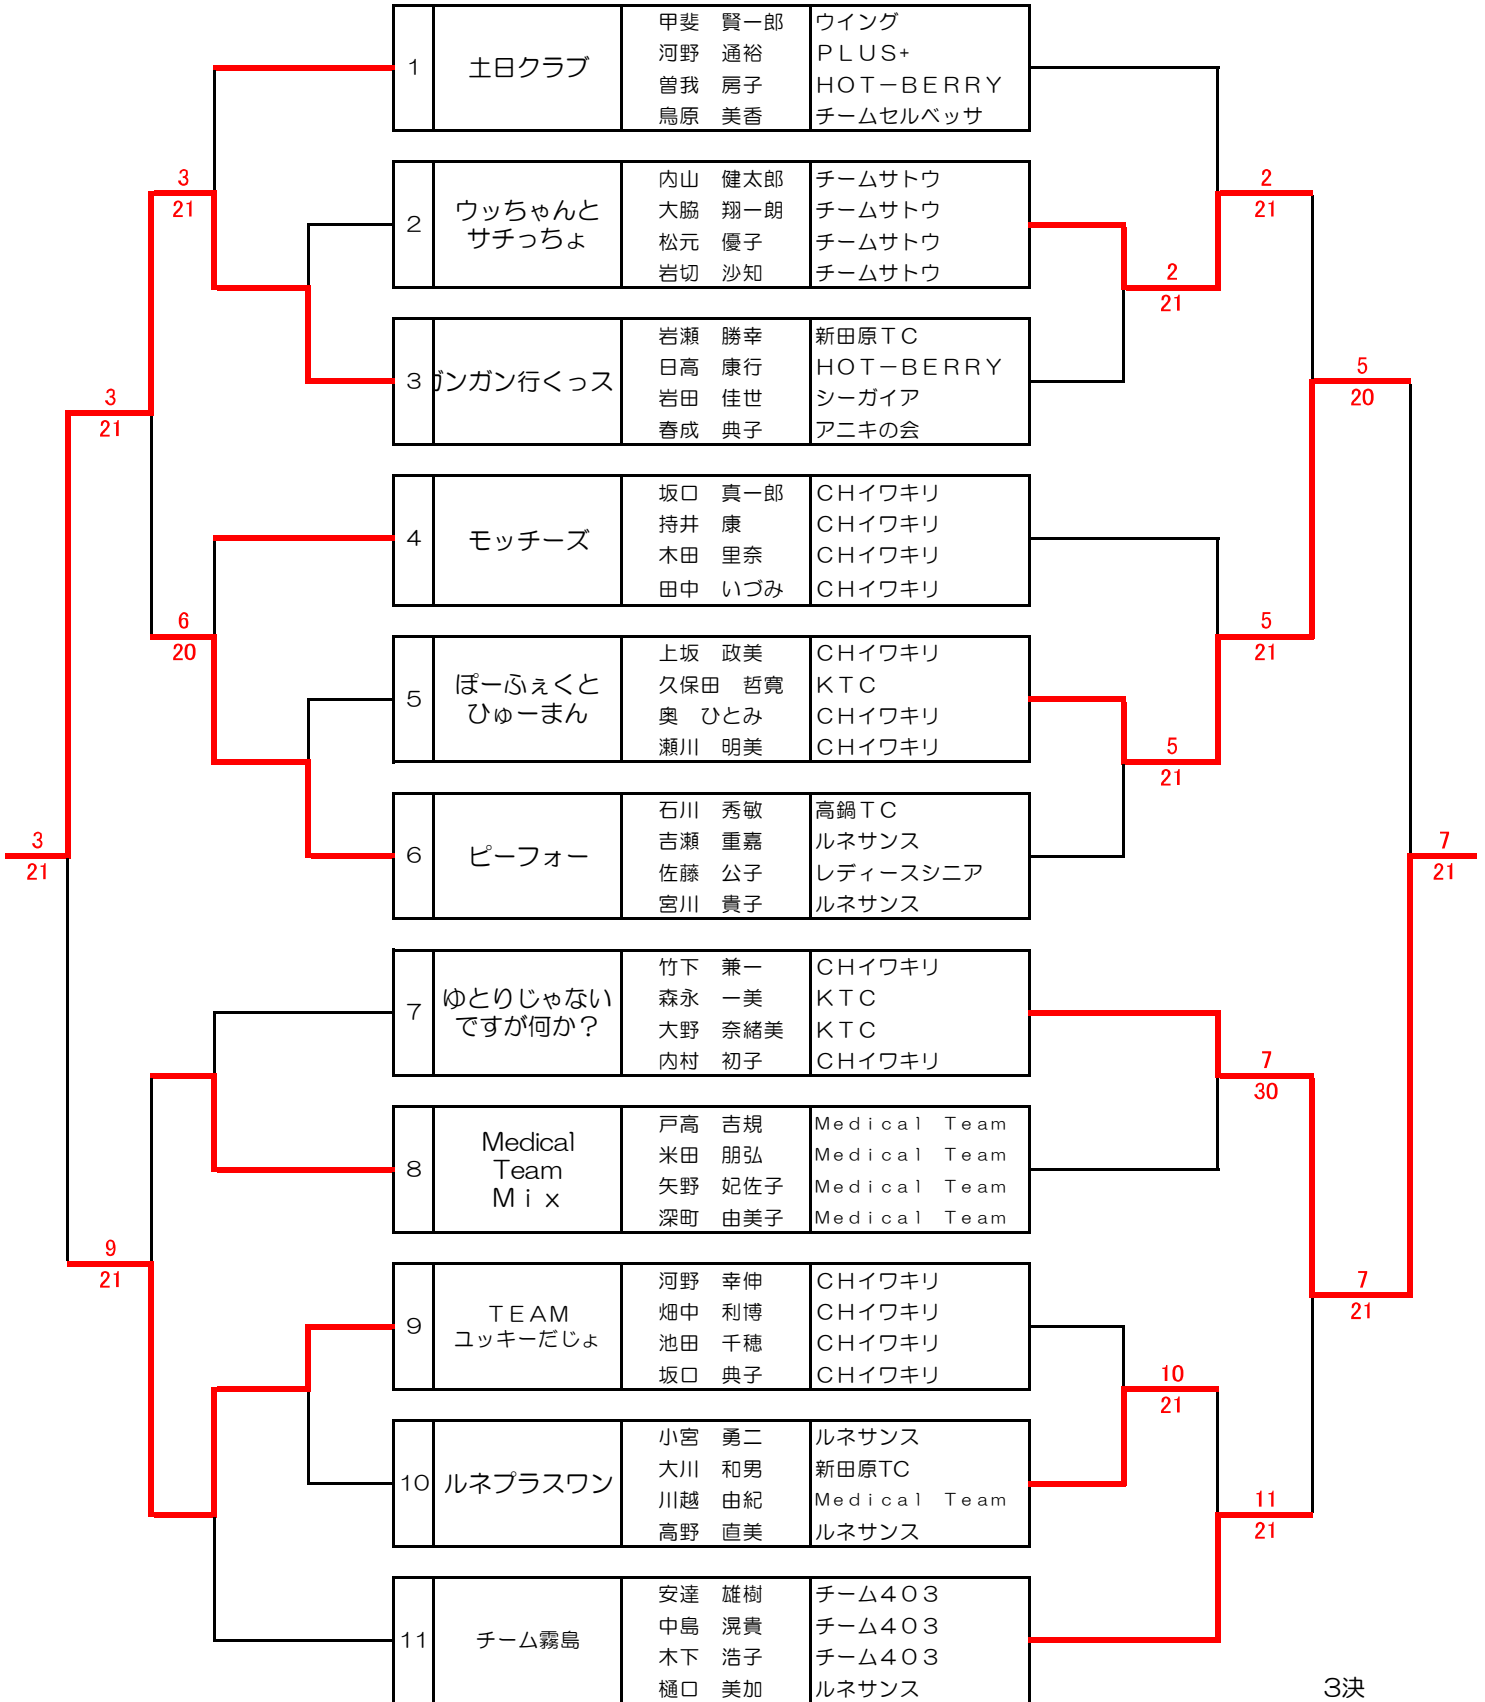 1
土日クラブ
甲斐　賢一郎 ウイング
河野　通裕 ＰＬＵＳ+
曽我　房子 ＨＯＴ－ＢＥＲＲＹ
鳥原　美香 チームセルベッサ
2
ウッちゃんと
サチっちょ
内山　健太郎 チームサトウ
大脇　翔一朗 チームサトウ
松元　優子 チームサトウ
岩切　沙知 チームサトウ
3
ガンガン行くっス
岩瀬　勝幸 新田原ＴＣ
日高　康行 ＨＯＴ－ＢＥＲＲＹ
岩田　佳世 シーガイア
春成　典子 アニキの会
4
モッチーズ
坂口　真一郎 ＣＨイワキリ
持井　康 ＣＨイワキリ
木田　里奈 ＣＨイワキリ
田中　いづみ ＣＨイワキリ
5
ぽーふぇくと
ひゅーまん
上坂　政美 ＣＨイワキリ
久保田　哲寛 ＫＴＣ
奥　ひとみ ＣＨイワキリ
瀬川　明美 ＣＨイワキリ
6
ピーフォー
石川　秀敏 高鍋ＴＣ
吉瀬　重嘉 ルネサンス
佐藤　公子 レディースシニア
宮川　貴子 ルネサンス
7
ゆとりじゃない
ですが何か？
竹下　兼一 ＣＨイワキリ
森永　一美 ＫＴＣ
大野　奈緒美 ＫＴＣ
内村　初子 ＣＨイワキリ
8
Medical
Team
Ｍｉｘ
戸高　吉規 Ｍｅｄｉｃａｌ　Ｔｅａｍ
米田　朋弘 Ｍｅｄｉｃａｌ　Ｔｅａｍ
矢野　妃佐子 Ｍｅｄｉｃａｌ　Ｔｅａｍ
深町　由美子 Ｍｅｄｉｃａｌ　Ｔｅａｍ
9
ＴＥＡＭ
ユッキーだじょ
河野　幸伸 ＣＨイワキリ
畑中　利博 ＣＨイワキリ
池田　千穂 ＣＨイワキリ
坂口　典子 ＣＨイワキリ
10
ルネプラスワン
小宮　勇二 ルネサンス
大川　和男 新田原TC
川越　由紀 Ｍｅｄｉｃａｌ　Ｔｅａｍ
高野　直美 ルネサンス
11
チーム霧島
安達　雄樹 チーム４０３
中島　滉貴 チーム４０３
木下　浩子 チーム４０３
樋口　美加 ルネサンス
3
21
3
21
6
20
3
21
9
21
2
21
2
21
5
20
5
21
5
21
7
21
7
30
7
21
10
21
11
21
３決